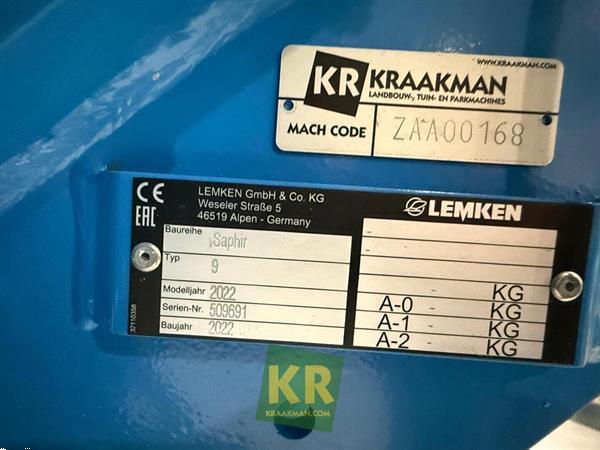 WWW.KRAAKMAN.COM
KR KRAAKMAN
LANDBOUW-, TUIN- EN PARKMACHINES
MACH CODE ZAA00168
CE
EAC
LEMKEN GmbH & Co. KG
Weseler Straße 5
46519 Alpen - Germany
LEMKEN
Baureihe
Saphir
Typ
9
Modelljahr 2022
Serien-Nr. 509691
Baujahr 2022
32110358
-
-
-
- KG
A-0 - KG
A-1 - KG
A-2 - KG
KR
KRAAKMAN.COM